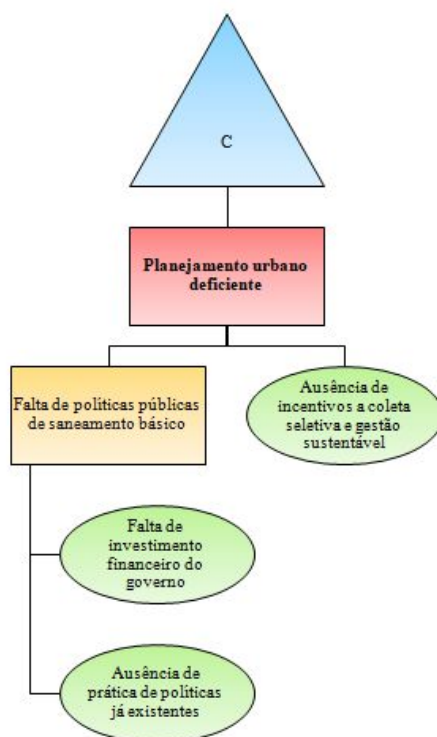 C
Planejamento urbano
deficiente
Falta de políticas públicas
de saneamento básico
Ausência de
incentivos a coleta
seletiva e gestão
sustentável
Falta de
investimento
financeiro do
governo
Ausência de
prática de políticas
já existentes